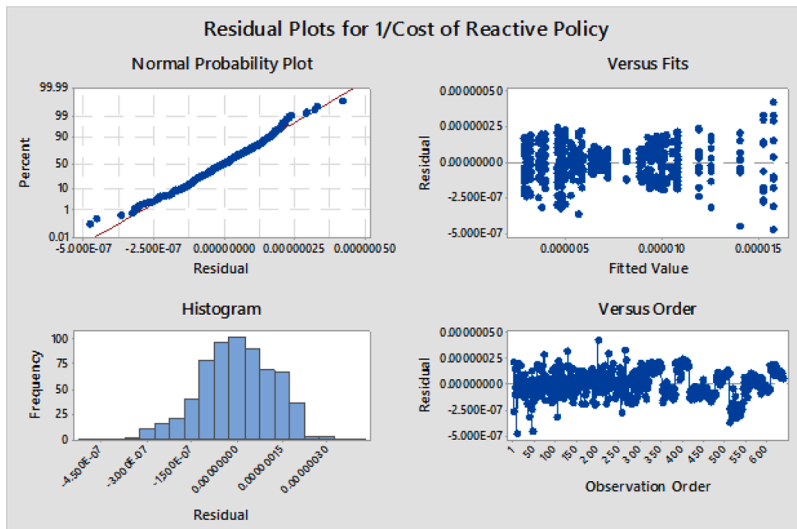 Residual Plots for 1/Cost of Reactive Policy
Normal Probability Plot
99.99
99
90
50
10
1
0.01
Percent
-5.000E-07 -2.500E-07 0.00000000 0.00000025 0.00000050
Residual
Versus Fits
0.00000050
0.00000025
0.00000000
-2.500E-07
-5.000E-07
Residual
0.000005 0.000010 0.000015
Fitted Value
Histogram
100
75
50
25
0
Frequency
-4.500E-07 -3.000E-07 -1.500E-07 0.00000000 0.00000015 0.00000030
Residual
Versus Order
0.00000050
0.00000025
0.00000000
-2.500E-07
-5.000E-07
Residual
1 50 100 150 200 250 300 350 400 450 500 550 600
Observation Order